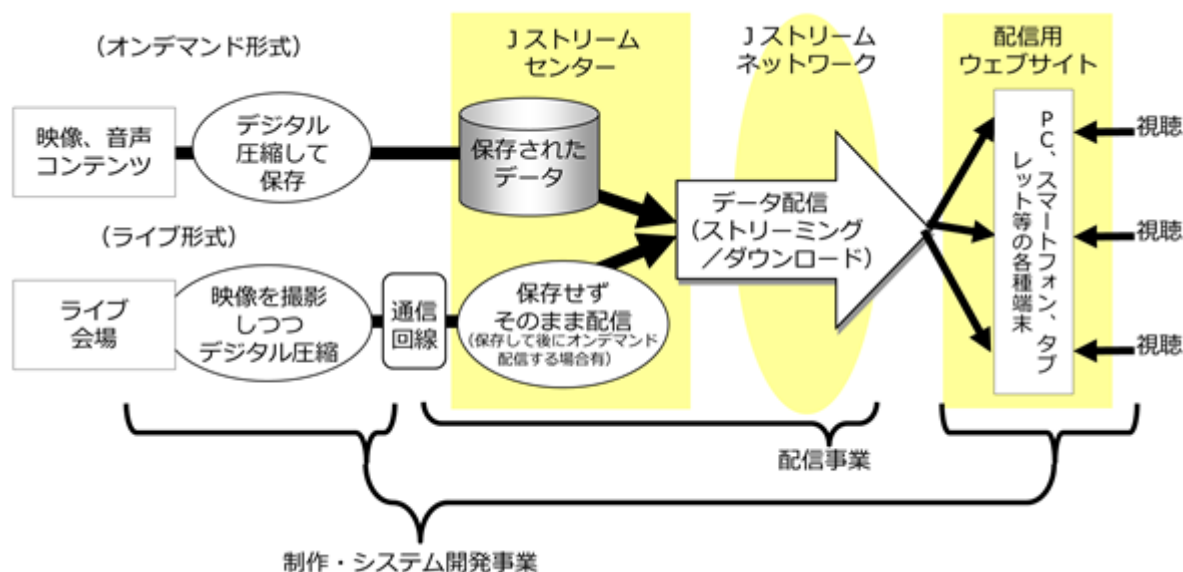 （オンデマンド形式）
Ｊストリーム
センター
Ｊストリーム
ネットワーク
配信用
ウェブサイト
映像、音声
コンテンツ
デジタル
圧縮して
保存
保存された
データ
データ配信
（ストリーミング
／ダウンロード）
PC、スマートフォン、タブ
レット等の各種端末
視聴
視聴
視聴
（ライブ形式）
ライブ
会場
映像を撮影
しつつ
デジタル圧縮
通信
回線
保存せず
そのまま配信
（保存して後にオンデマンド
配信する場合有）
配信事業
制作・システム開発事業